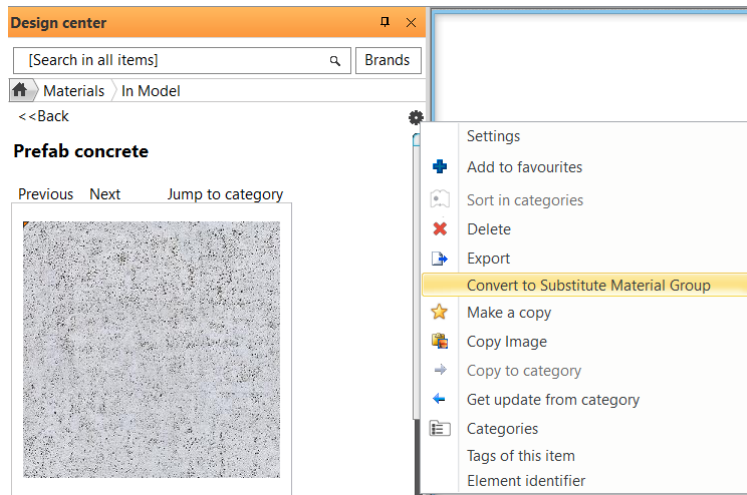 Design center
[Search in all items]
Brands
Materials
In Model
<<Back
Prefab concrete
Previous Next Jump to category
Settings
Add to favourites
Sort in categories
Delete
Export
Convert to Substitute Material Group
Make a copy
Copy Image
Copy to category
Get update from category
Categories
Tags of this item
Element identifier